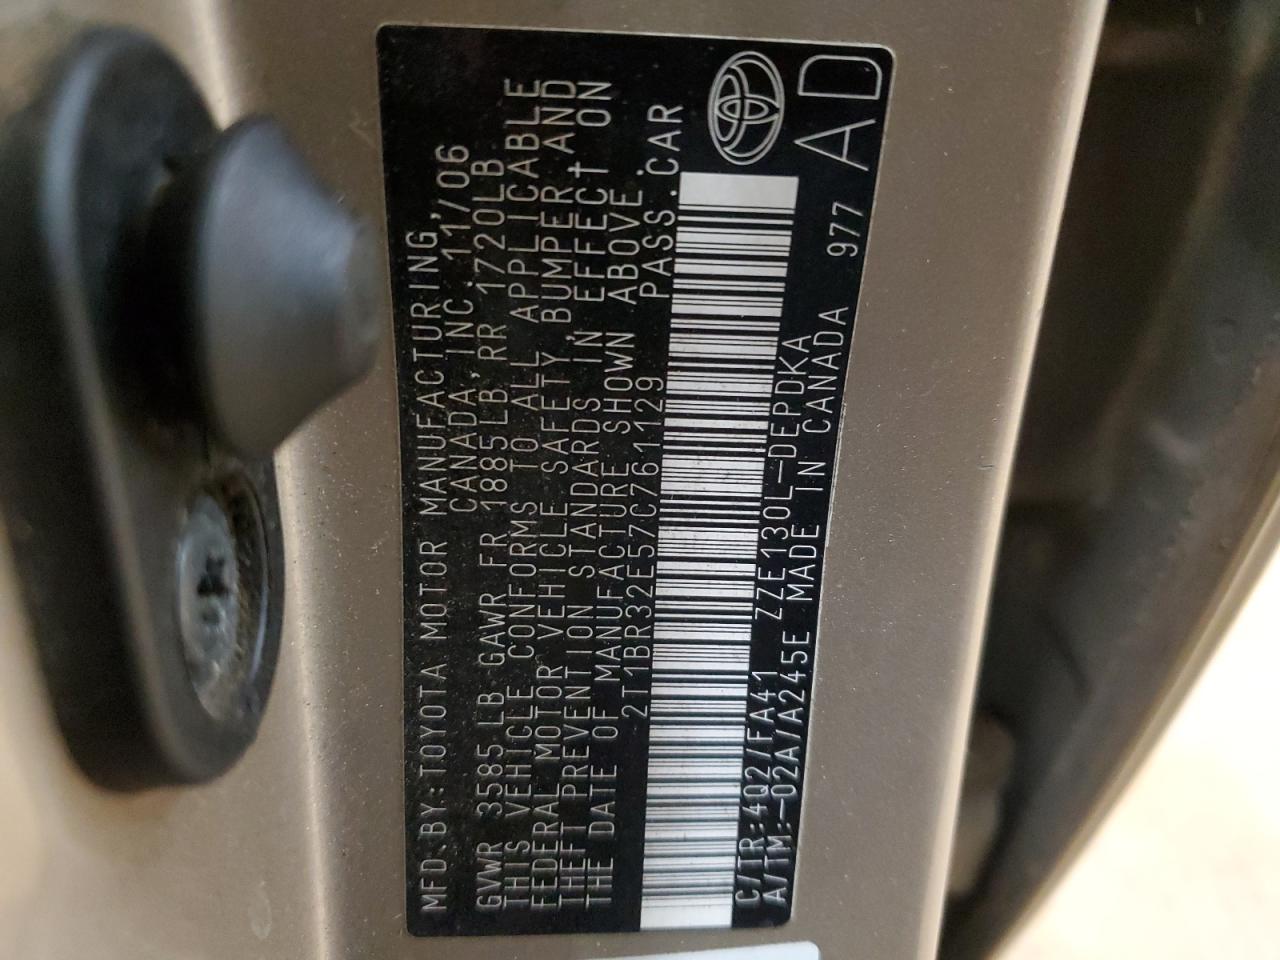 MFD.BY:TOYOTA MOTOR MANUFACTURING,
CANADA,INC. 11/06
GVWR 3585 LB GAWR FR 1885LB RR 1720LB
THIS VEHICLE CONFORMS TO ALL APPLICABLE
FEDERAL MOTOR VEHICLE SAFETY, BUMPER AND
THEFT PREVENTION STANDARDS IN EFFECT ON
THE DATE OF MANUFACTURE SHOWN ABOVE.
2T1BR32E57C761129 PASS.CAR
C/TR:4Q2/FA41 ZZE130L-DEPDKA
A/TM:-02A/A245E MADE IN CANADA 977
AD